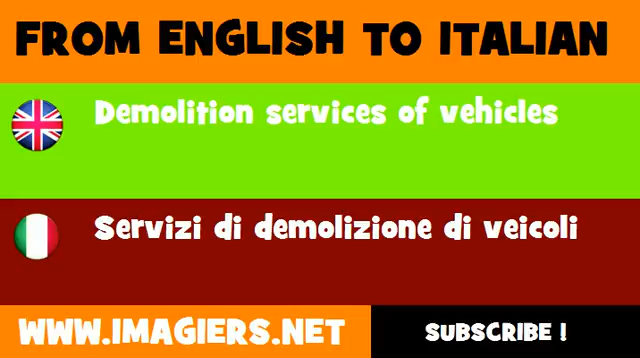 FROM ENGLISH TO ITALIAN
Demolition services of vehicles
Servizi di demolizione di veicoli
WWW.IMAGIERS.NET
SUBSCRIBE !